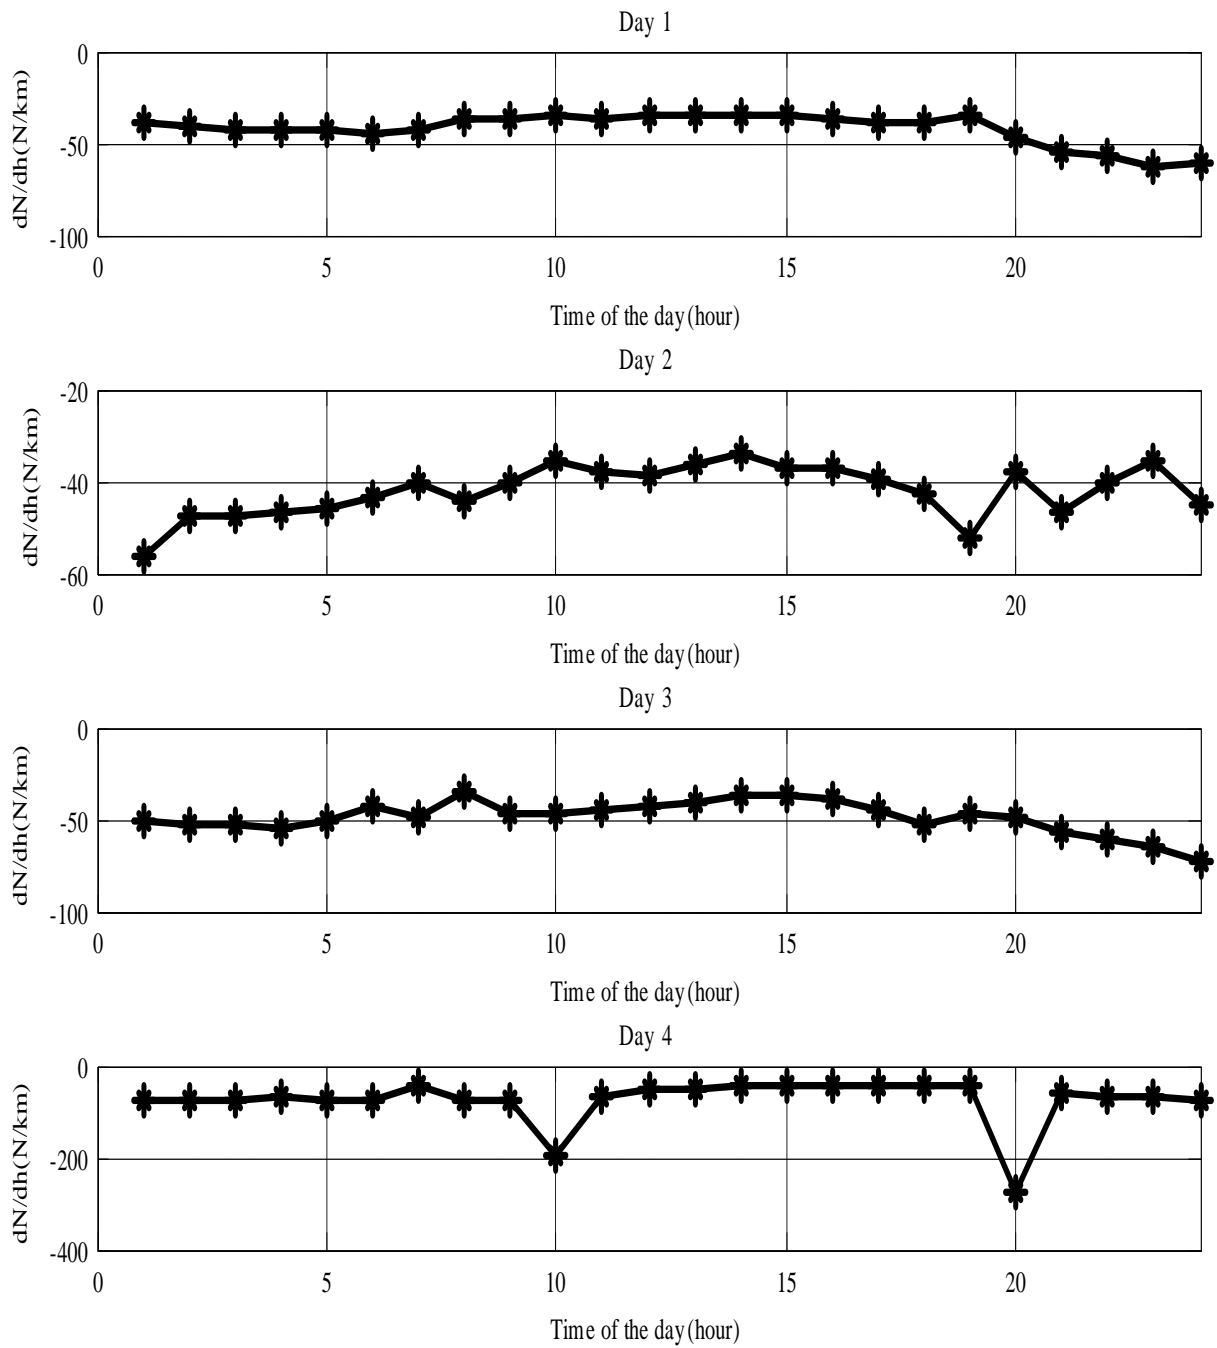 Day 1
dN/dh(N/km)
0
-50
-100
0 5 10 15 20
Time of the day(hour)
Day 2
dN/dh(N/km)
-20
-40
-60
0 5 10 15 20
Time of the day(hour)
Day 3
dN/dh(N/km)
0
-50
-100
0 5 10 15 20
Time of the day(hour)
Day 4
dN/dh(N/km)
0
-200
-400
0 5 10 15 20
Time of the day(hour)